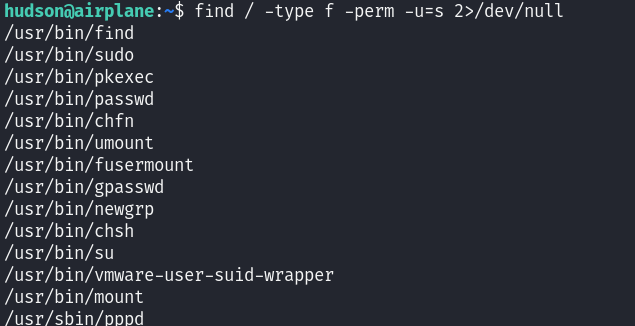 hudson@airplane:~$ find / -type f -perm -u=s 2>/dev/null
/usr/bin/find
/usr/bin/sudo
/usr/bin/pkexec
/usr/bin/passwd
/usr/bin/chfn
/usr/bin/umount
/usr/bin/fusermount
/usr/bin/gpasswd
/usr/bin/newgrp
/usr/bin/chsh
/usr/bin/su
/usr/bin/vmware-user-suid-wrapper
/usr/bin/mount
/usr/sbin/pppd